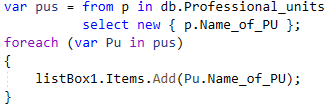 var pus = from p in db.Professional_units
select new { p.Name_of_PU };
foreach (var Pu in pus)
{
listBox1.Items.Add(Pu.Name_of_PU);
}